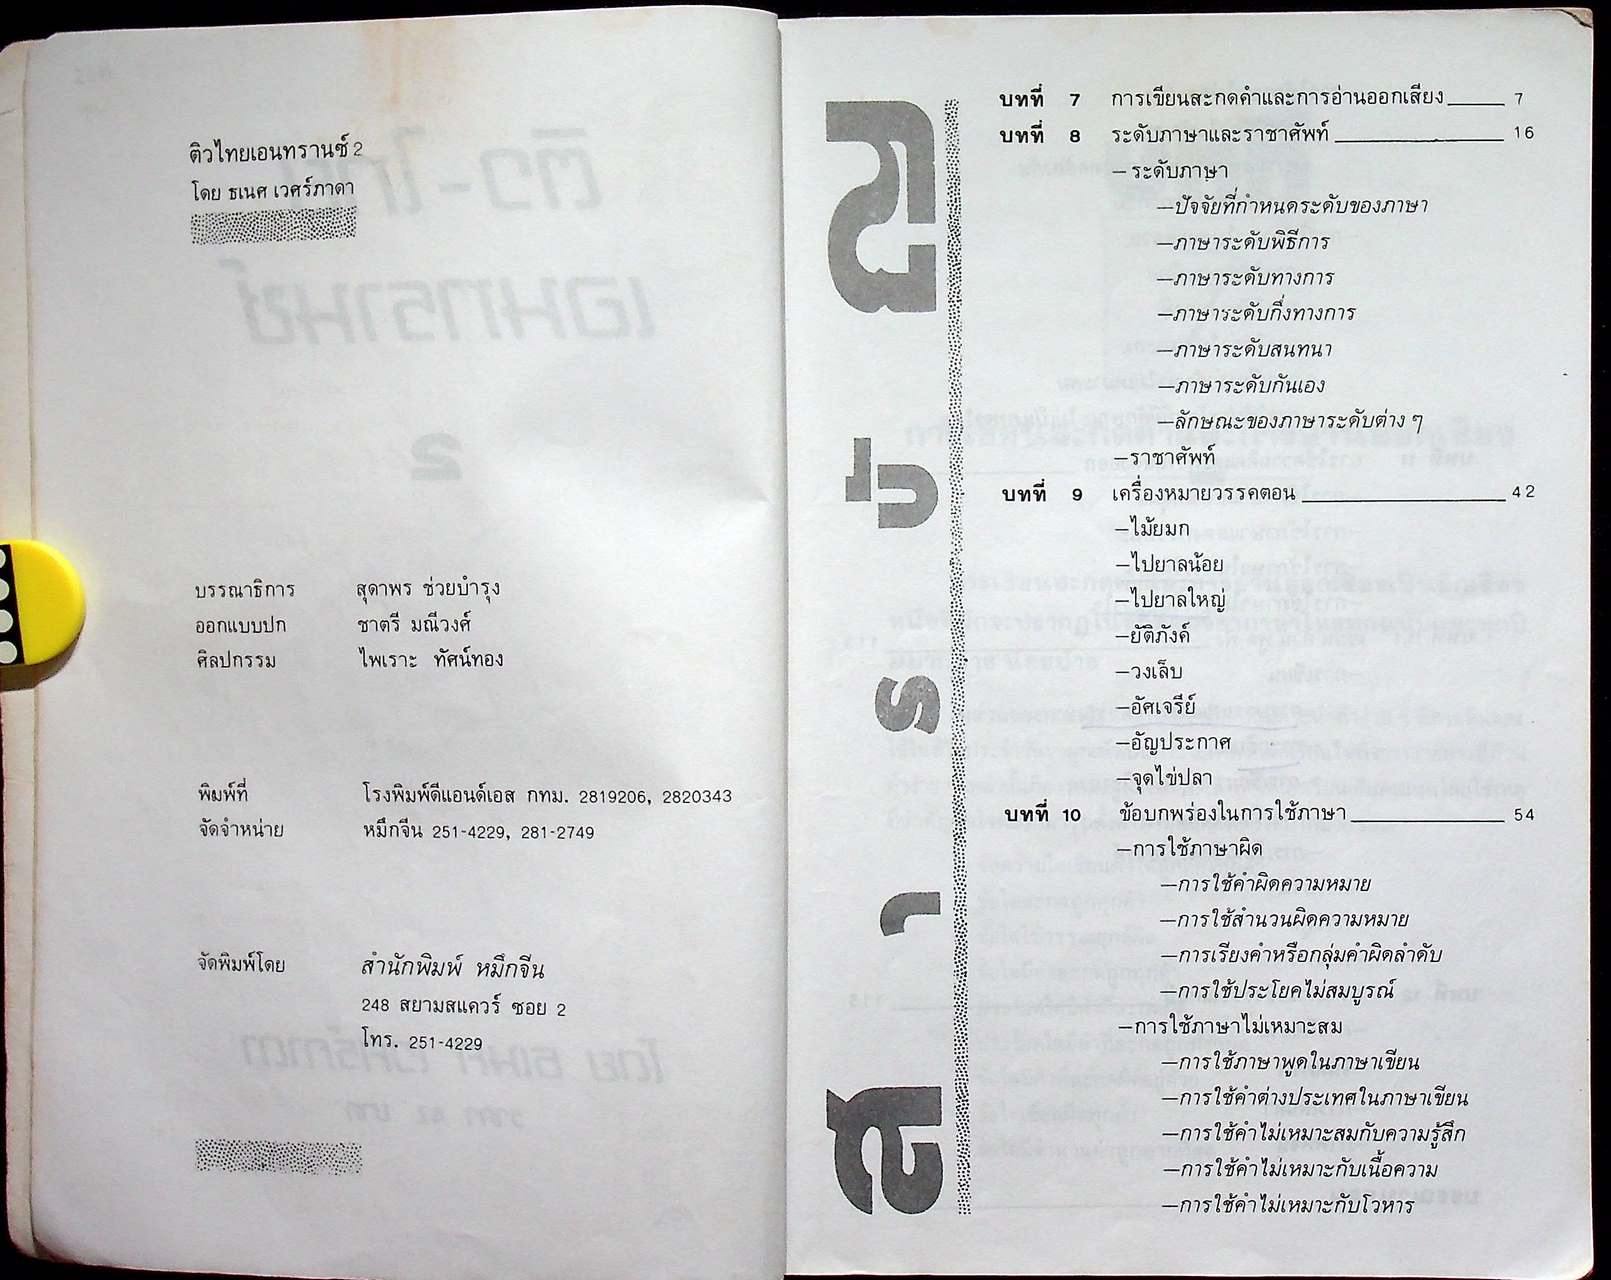 ติวไทยเอนทรานซ์ 2
โดย ธเนศ เวศร์ภาดา
บรรณาธิการ สุดาพร ช่วยบำรุง
ออกแบบปก ชาตรี มณีวงศ์
ศิลปกรรม ไพเราะ ทัศน์ทอง
พิมพ์ที่ โรงพิมพ์ดีแอนด์เอส กทม. 2819206, 2820343
จัดจำหน่าย หมึกจีน 251-4229, 281-2749
จัดพิมพ์โดย สำนักพิมพ์ หมึกจีน
248 สยามสแควร์ ซอย 2
โทร. 251-4229
สารบัญ
บทที่ 7 การเขียนสะกดคำและการอ่านออกเสียง 7
บทที่ 8 ระดับภาษาและราชาศัพท์ 16
—ระดับภาษา
—ปัจจัยที่กำหนดระดับของภาษา
—ภาษาระดับพิธีการ
—ภาษาระดับทางการ
—ภาษาระดับกึ่งทางการ
—ภาษาระดับสนทนา
—ภาษาระดับกันเอง
—ลักษณะของภาษาระดับต่าง ๆ
—ราชาศัพท์
บทที่ 9 เครื่องหมายวรรคตอน 42
—ไม้ยมก
—ไปยาลน้อย
—ไปยาลใหญ่
—ยัติภังค์
—วงเล็บ
—อัศเจรีย์
—อัญประกาศ
—จุดไข่ปลา
บทที่ 10 ข้อบกพร่องในการใช้ภาษา 54
—การใช้ภาษาผิด
—การใช้คำผิดความหมาย
—การใช้สำนวนผิดความหมาย
—การเรียงคำหรือกลุ่มคำผิดลำดับ
—การใช้ประโยคไม่สมบูรณ์
—การใช้ภาษาไม่เหมาะสม
—การใช้ภาษาพูดในภาษาเขียน
—การใช้คำต่างประเทศในภาษาเขียน
—การใช้คำไม่เหมาะสมกับความรู้สึก
—การใช้คำไม่เหมาะกับเนื้อความ
—การใช้คำไม่เหมาะกับโวหาร